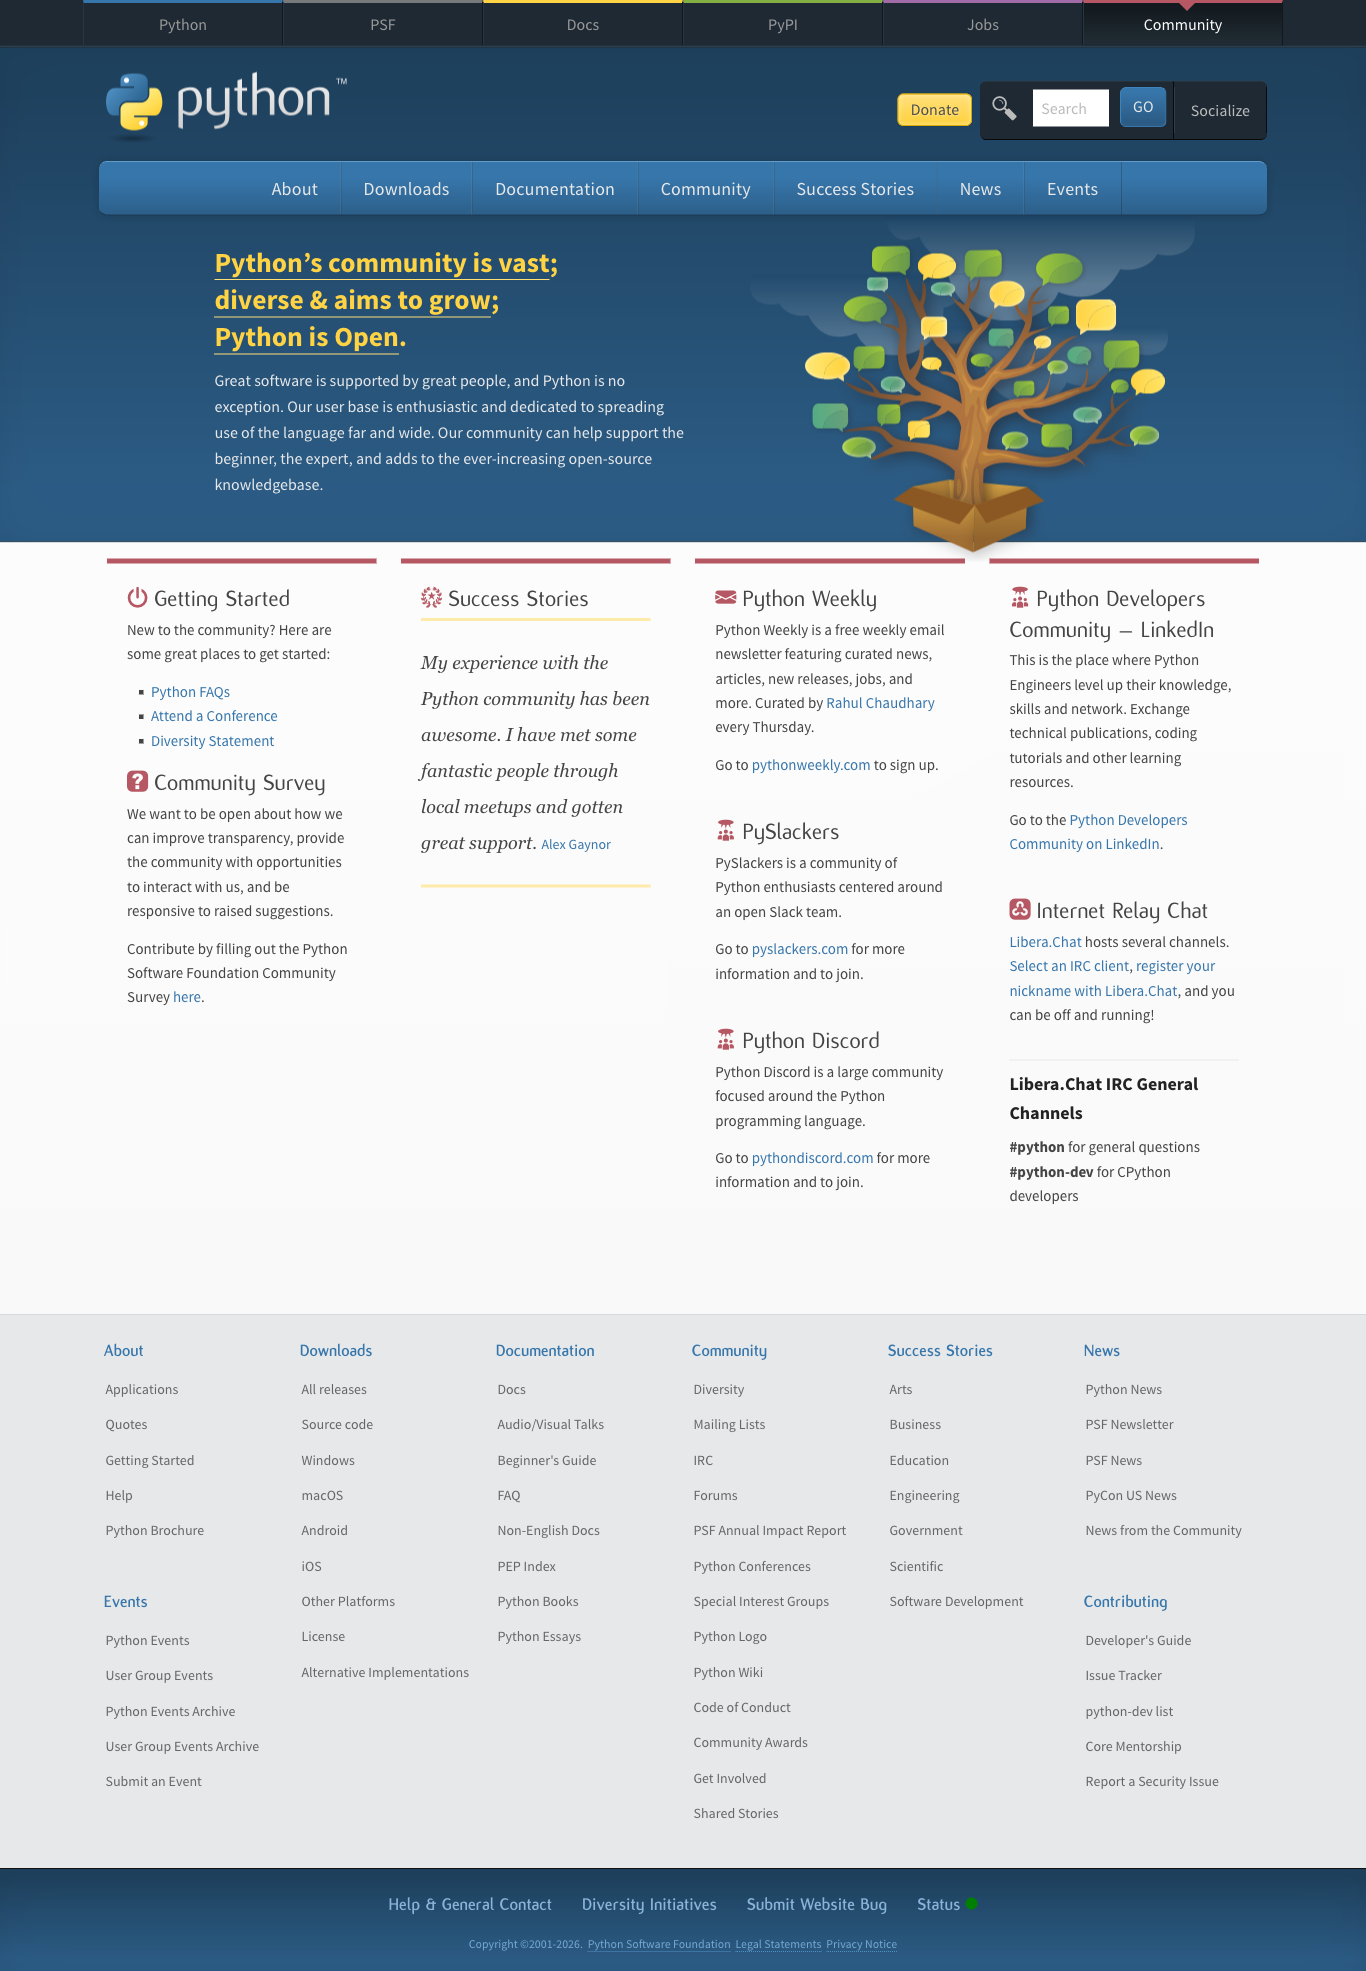 Python
PSF
Docs
PyPI
Jobs
Community
python™
Donate
Search
GO
Socialize
About
Downloads
Documentation
Community
Success Stories
News
Events
Python’s community is vast;
diverse & aims to grow;
Python is Open.
Great software is supported by great people, and Python is no
exception. Our user base is enthusiastic and dedicated to spreading
use of the language far and wide. Our community can help support the
beginner, the expert, and adds to the ever-increasing open-source
knowledgebase.
Getting Started
New to the community? Here are
some great places to get started:
Python FAQs
Attend a Conference
Diversity Statement
Community Survey
We want to be open about how we
can improve transparency, provide
the community with opportunities
to interact with us, and be
responsive to raised suggestions.
Contribute by filling out the Python
Software Foundation Community
Survey here.
Success Stories
My experience with the
Python community has been
awesome. I have met some
fantastic people through
local meetups and gotten
great support. Alex Gaynor
Python Weekly
Python Weekly is a free weekly email
newsletter featuring curated news,
articles, new releases, jobs, and
more. Curated by Rahul Chaudhary
every Thursday.
Go to pythonweekly.com to sign up.
PySlackers
PySlackers is a community of
Python enthusiasts centered around
an open Slack team.
Go to pyslackers.com for more
information and to join.
Python Discord
Python Discord is a large community
focused around the Python
programming language.
Go to pythondiscord.com for more
information and to join.
Python Developers
Community – LinkedIn
This is the place where Python
Engineers level up their knowledge,
skills and network. Exchange
technical publications, coding
tutorials and other learning
resources.
Go to the Python Developers
Community on LinkedIn.
Internet Relay Chat
Libera.Chat hosts several channels.
Select an IRC client, register your
nickname with Libera.Chat, and you
can be off and running!
Libera.Chat IRC General
Channels
#python for general questions
#python-dev for CPython
developers
About
Applications
Quotes
Getting Started
Help
Python Brochure
Downloads
All releases
Source code
Windows
macOS
Android
iOS
Other Platforms
License
Alternative Implementations
Documentation
Docs
Audio/Visual Talks
Beginner's Guide
FAQ
Non-English Docs
PEP Index
Python Books
Python Essays
Community
Diversity
Mailing Lists
IRC
Forums
PSF Annual Impact Report
Python Conferences
Special Interest Groups
Python Logo
Python Wiki
Code of Conduct
Community Awards
Get Involved
Shared Stories
Success Stories
Arts
Business
Education
Engineering
Government
Scientific
Software Development
News
Python News
PSF Newsletter
PSF News
PyCon US News
News from the Community
Events
Python Events
User Group Events
Python Events Archive
User Group Events Archive
Submit an Event
Contributing
Developer's Guide
Issue Tracker
python-dev list
Core Mentorship
Report a Security Issue
Help & General Contact
Diversity Initiatives
Submit Website Bug
Status
Copyright ©2001-2026. Python Software Foundation Legal Statements Privacy Notice